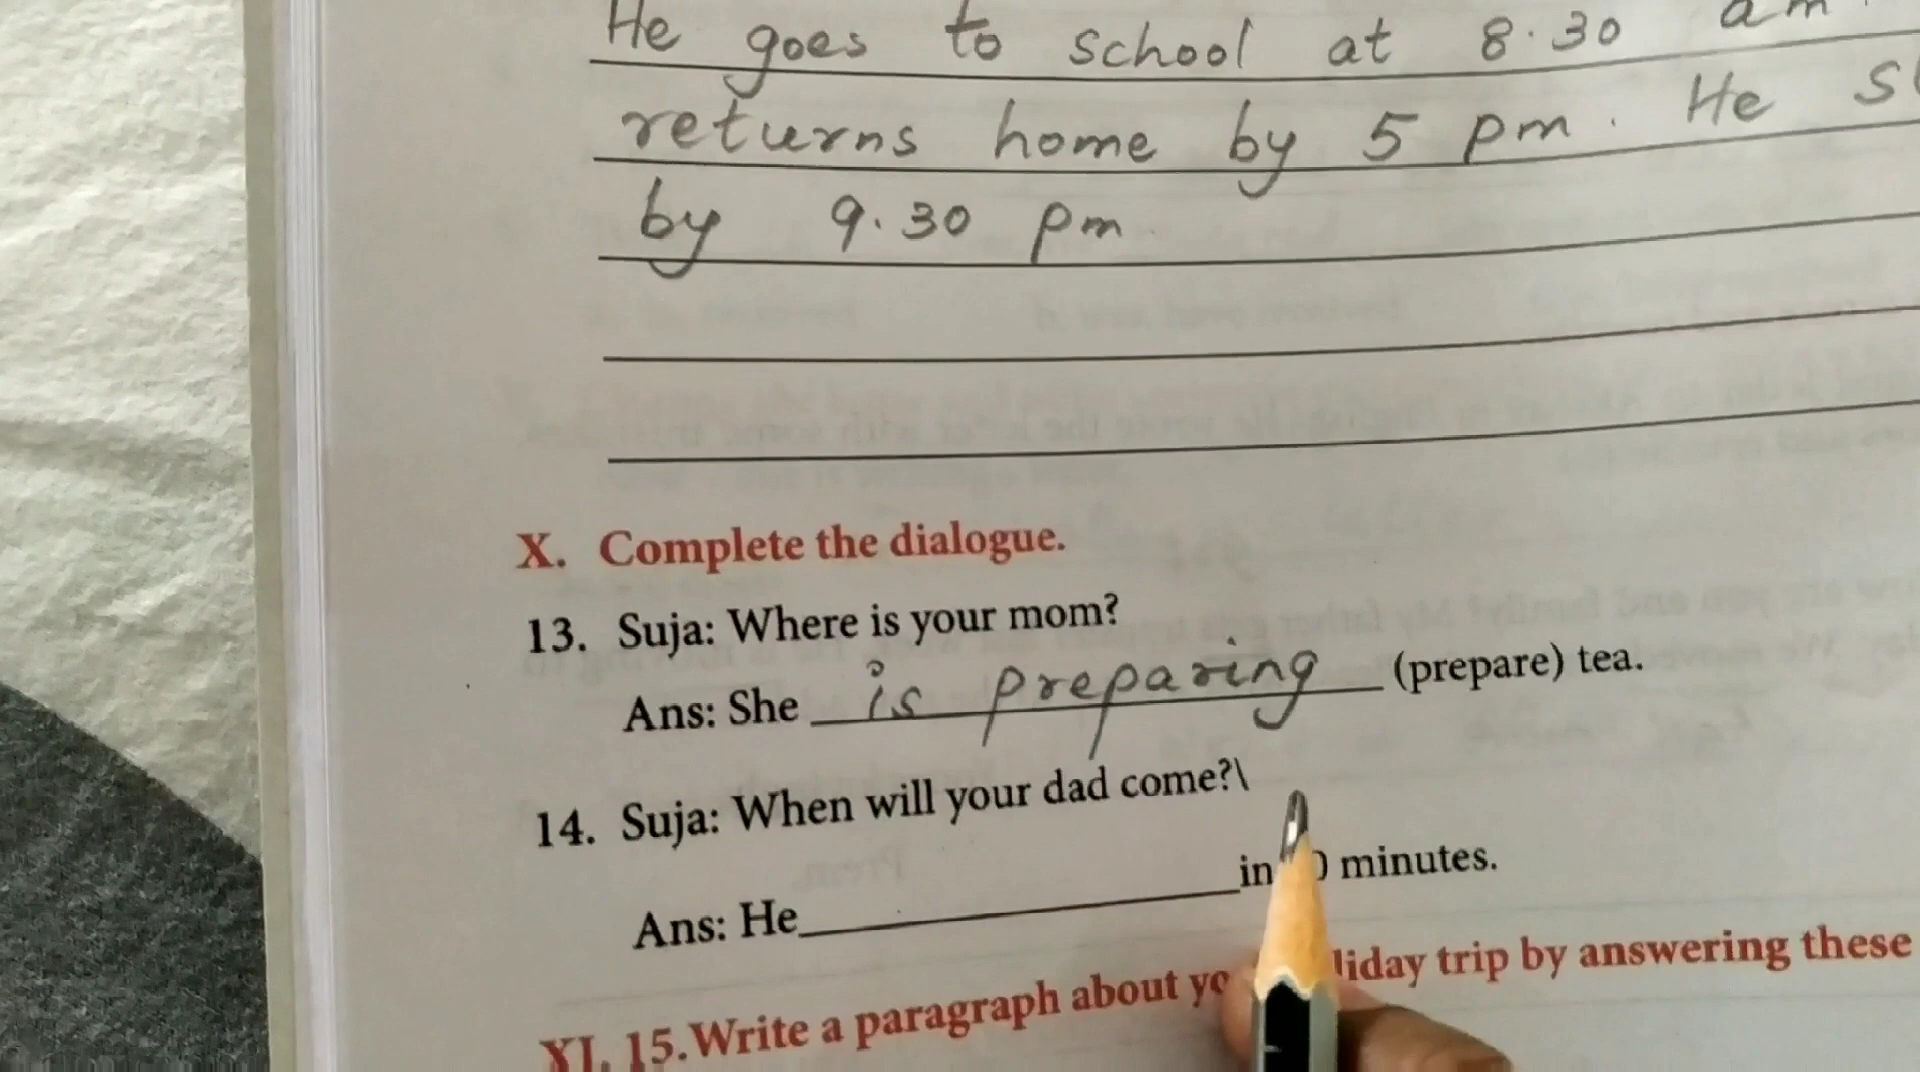 He goes to school at 8.30 am.
returns home by 5 pm. He
by 9.30 pm
X. Complete the dialogue.
13. Suja: Where is your mom?
Ans: She is preparing (prepare) tea.
14. Suja: When will your dad come?\
Ans: He in minutes.
XI. 15. Write a paragraph about trip by answering these